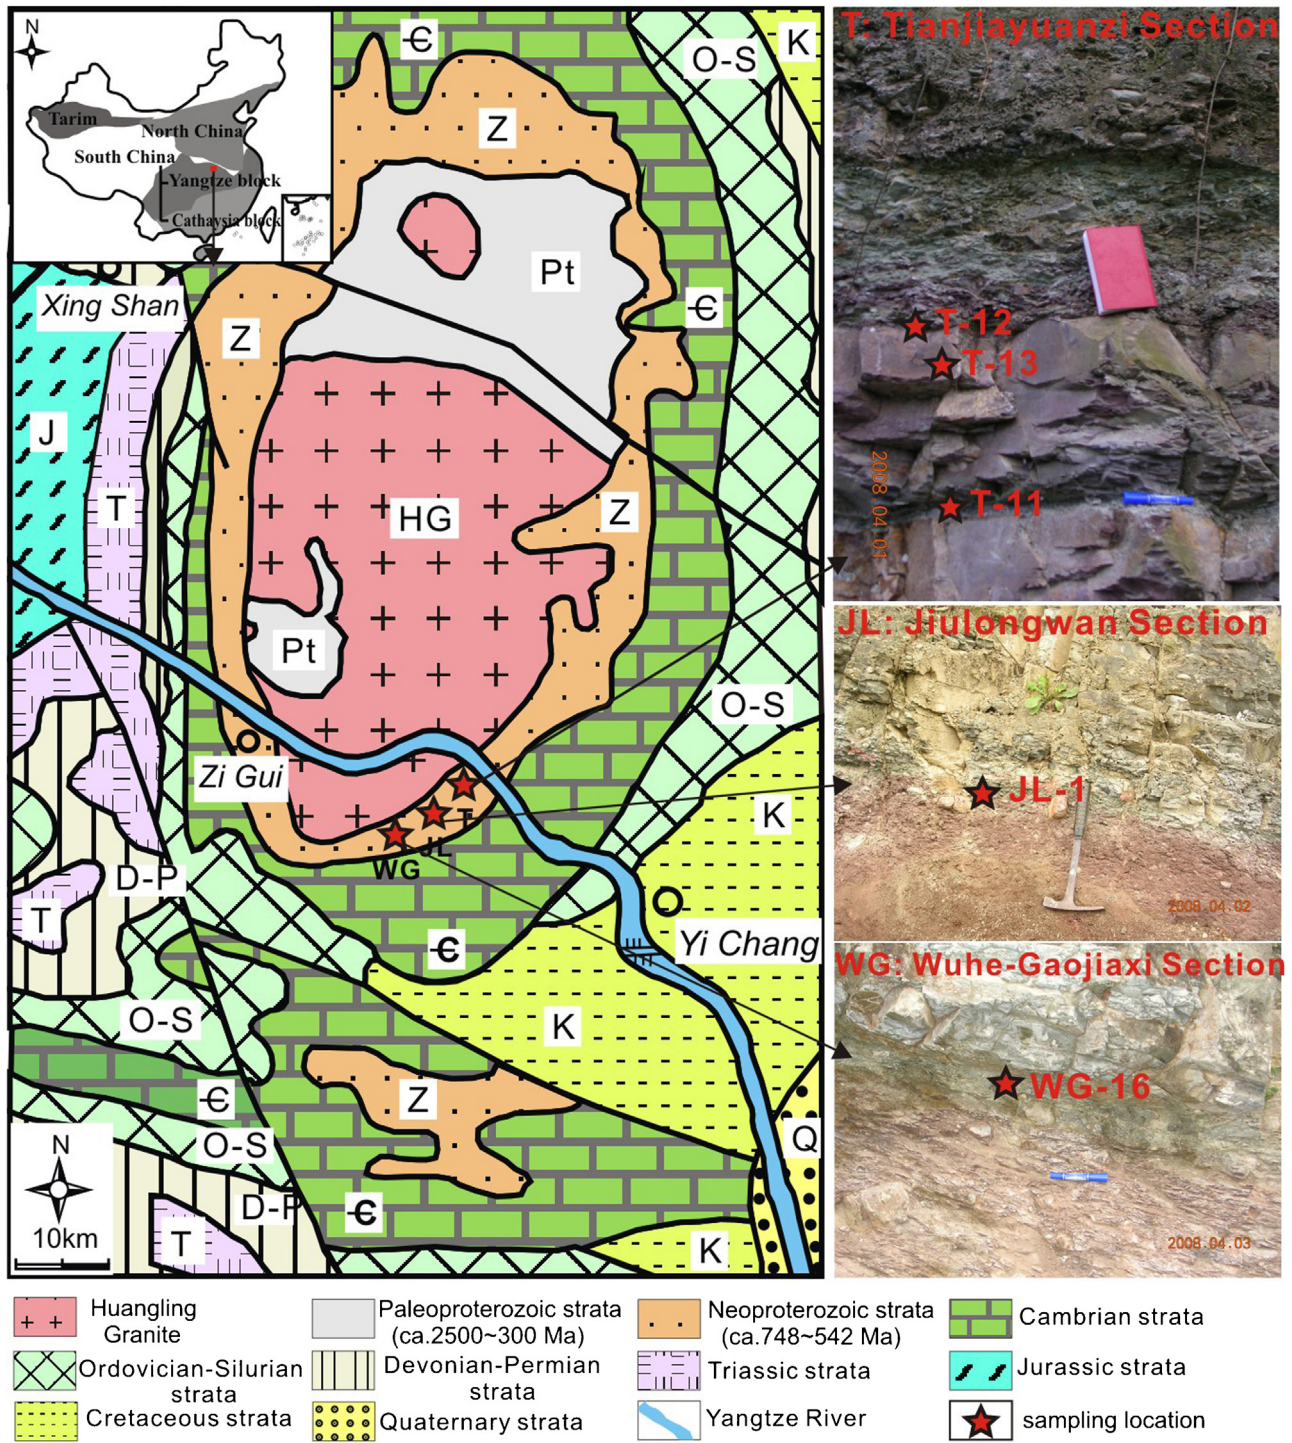 N
Tarim
North China
South China
Yangtze block
Cathaysia block
Є
Z
O-S
K
Pt
Xing Shan
Z
Є
J
T
HG
Z
Pt
O-S
Zi Gui
T
JL
WG
K
D-P
T
Є
Yi Chang
O-S
K
Є
Z
O-S
Q
N
10km
D-P
T
Є
K
T: Tianjiayuanzi Section
T-12
T-13
T-11
2008.04.01
JL: Jiulongwan Section
JL-1
2008.04.02
WG: Wuhe-Gaojiaxi Section
WG-16
2008.04.03
Huangling
Granite
Paleoproterozoic strata
(ca.2500~300 Ma)
Neoproterozoic strata
(ca.748~542 Ma)
Cambrian strata
Ordovician-Silurian
strata
Devonian-Permian
strata
Triassic strata
Jurassic strata
Cretaceous strata
Quaternary strata
Yangtze River
sampling location